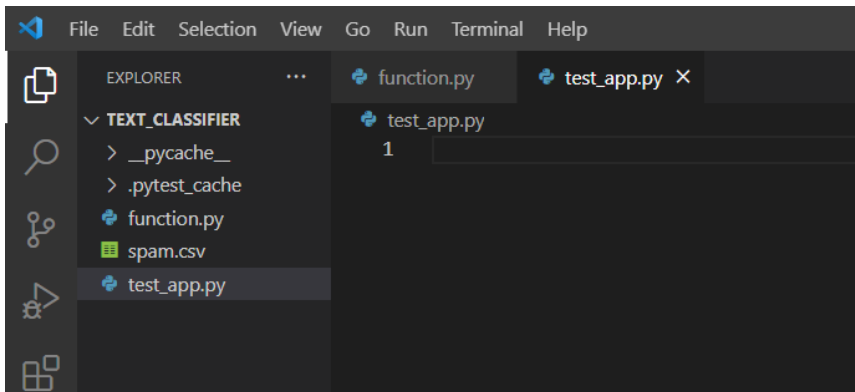 File Edit Selection View Go Run Terminal Help
EXPLORER ...
TEXT_CLASSIFIER
__pycache__
.pytest_cache
function.py
spam.csv
test_app.py
function.py test_app.py
test_app.py
1